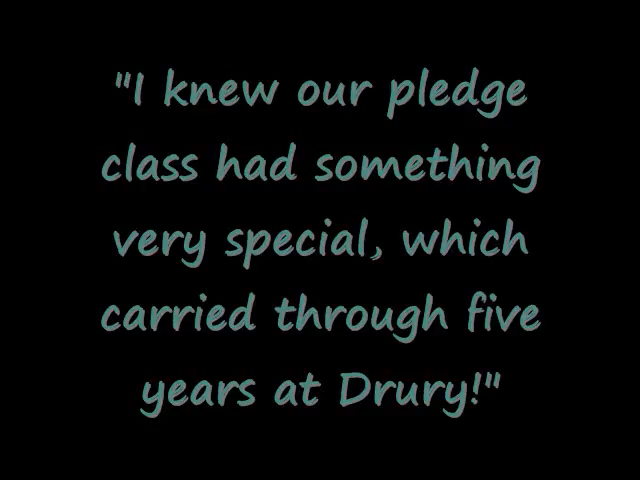 "I knew our pledge
class had something
very special, which
carried through five
years at Drury!"